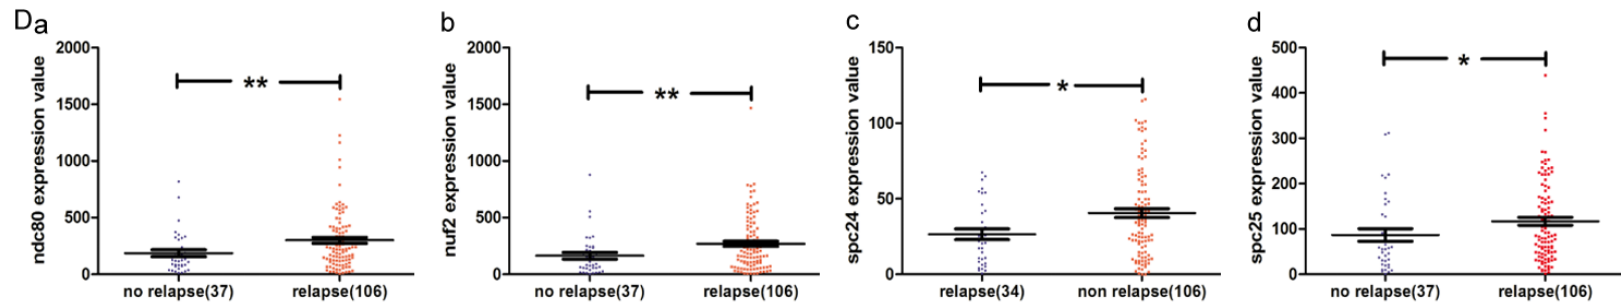 Da
ndc80 expression value
2000
1500
1000
500
0
**
no relapse(37)
relapse(106)
b
nuf2 expression value
2000
1500
1000
500
0
**
no relapse(37)
relapse(106)
c
spc24 expression value
150
100
50
0
*
relapse(34)
non relapse(106)
d
spc25 expression value
500
400
300
200
100
0
*
no relapse(37)
relapse(106)